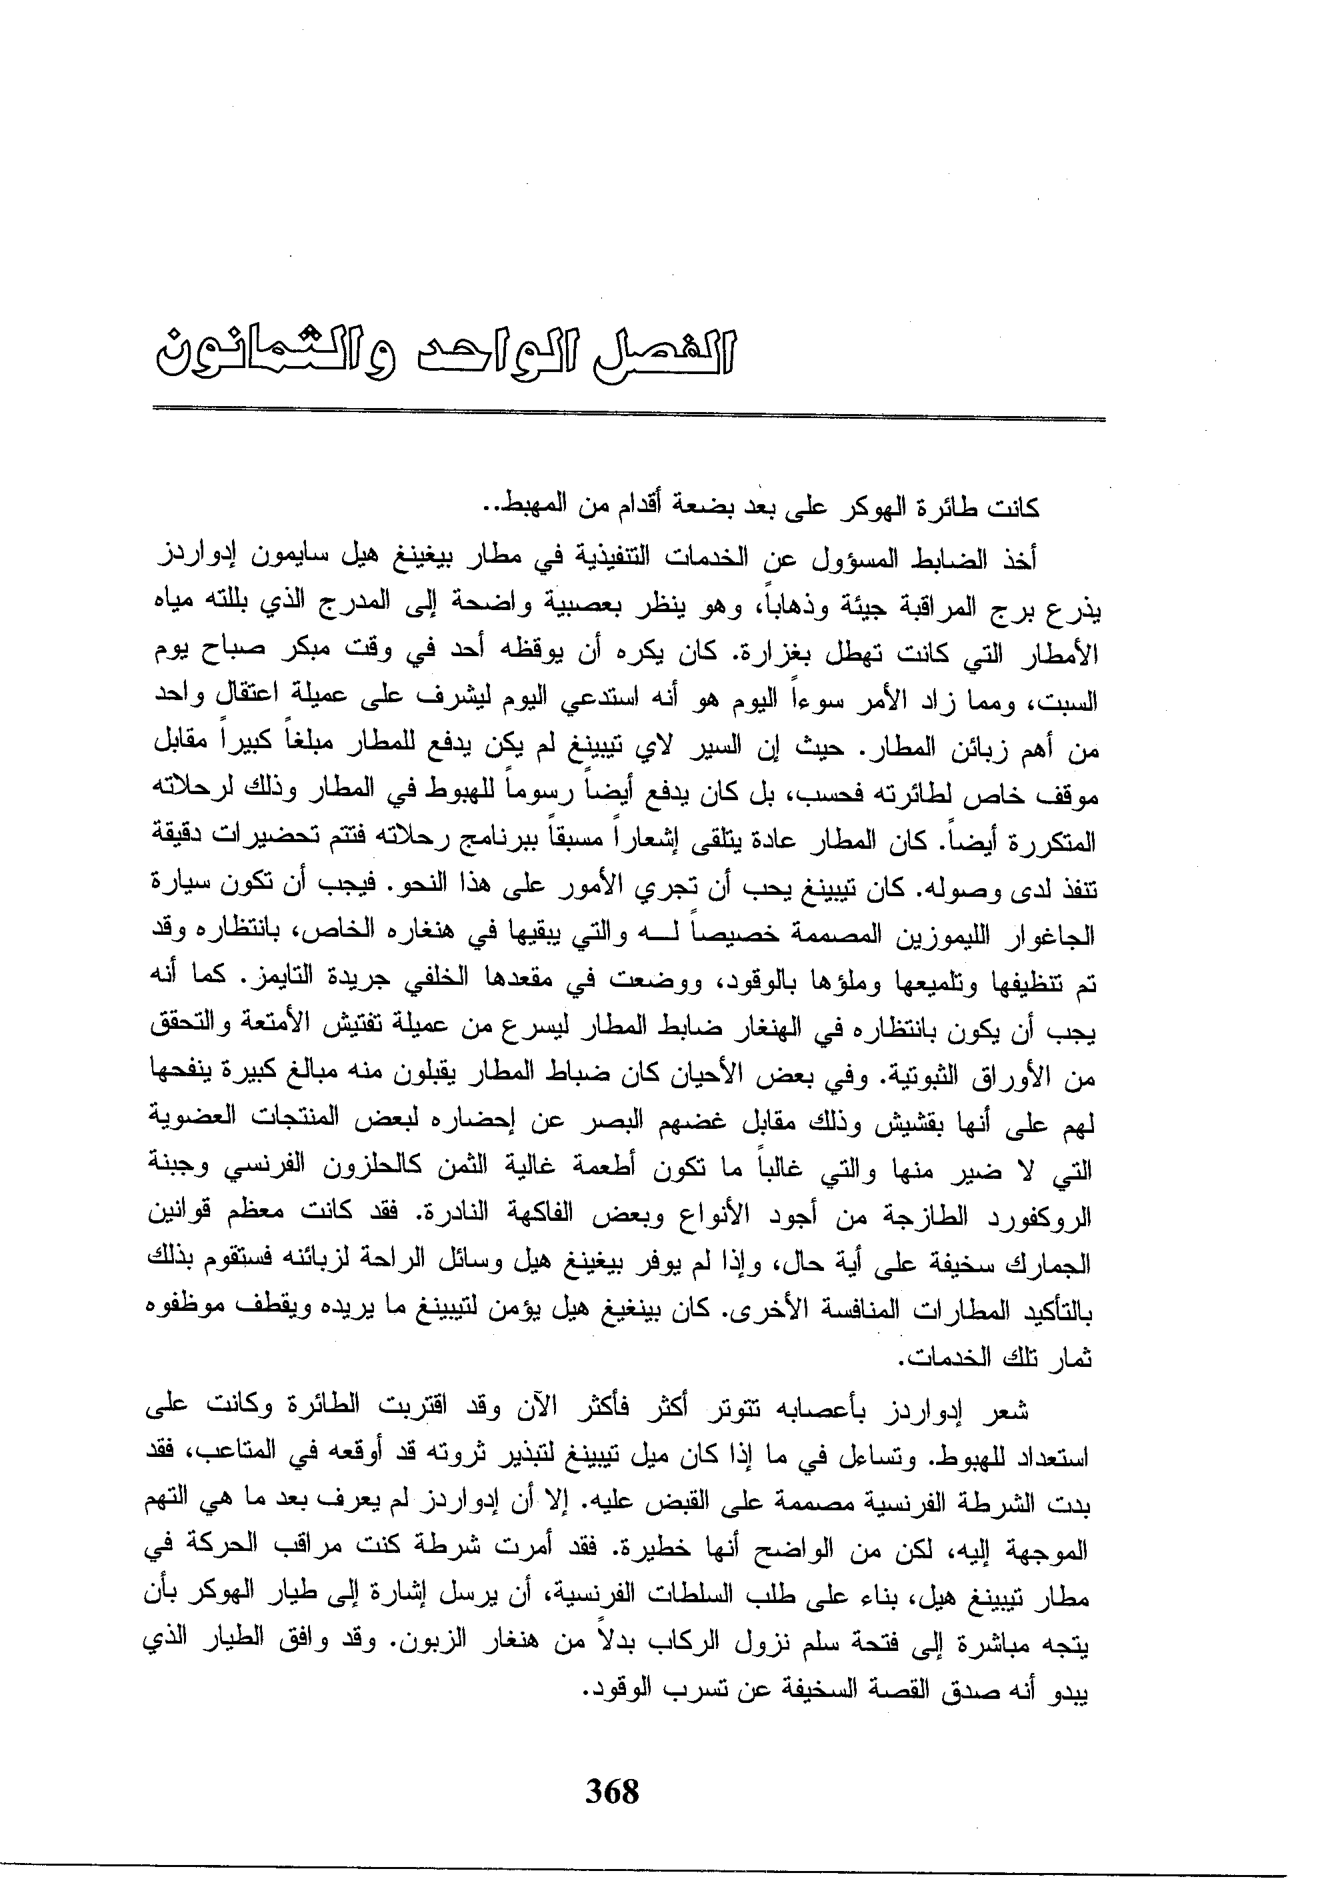 الفصل الواحد والثمانون
كانت طائرة الهوكر على بعد بضعة أقدام من المهبط..
أخذ الضابط المسؤول عن الخدمات التنفيذية في مطار بيغينغ هيل سايمون إدواردز
يذرع برج المراقبة جيئة وذهاباً، وهو ينظر بعصبية واضحة إلى المدرج الذي بللته مياه
الأمطار التي كانت تهطل بغزارة. كان يكره أن يوقظه أحد في وقت مبكر صباح يوم
السبت، ومما زاد الأمر سوءاً اليوم هو أنه استدعي اليوم ليشرف على عميلة اعتقال واحد
من أهم زبائن المطار. حيث إن السير لاي تيبينغ لم يكن يدفع للمطار مبلغاً كبيراً مقابل
موقف خاص لطائرته فحسب، بل كان يدفع أيضاً رسوماً للهبوط في المطار وذلك لرحلاته
المتكررة أيضاً. كان المطار عادة يتلقى إشعاراً مسبقاً ببرنامج رحلاته فتتم تحضيرات دقيقة
تنفذ لدى وصوله. كان تيبينغ يحب أن تجري الأمور على هذا النحو. فيجب أن تكون سيارة
الجاغوار الليموزين المصممة خصيصاً لـــه والتي يبقيها في هنغاره الخاص، بانتظاره وقد
تم تنظيفها وتلميعها وملؤها بالوقود، ووضعت في مقعدها الخلفي جريدة التايمز. كما أنه
يجب أن يكون بانتظاره في الهنغار ضابط المطار ليسرع من عميلة تفتيش الأمتعة والتحقق
من الأوراق الثبوتية. وفي بعض الأحيان كان ضباط المطار يقبلون منه مبالغ كبيرة ينفحها
لهم على أنها بقشيش وذلك مقابل غضهم البصر عن إحضاره لبعض المنتجات العضوية
التي لا ضير منها والتي غالباً ما تكون أطعمة غالية الثمن كالحلزون الفرنسي وجبنة
الروكفورد الطازجة من أجود الأنواع وبعض الفاكهة النادرة. فقد كانت معظم قوانين
الجمارك سخيفة على أية حال، وإذا لم يوفر بيغينغ هيل وسائل الراحة لزبائنه فستقوم بذلك
بالتأكيد المطارات المنافسة الأخرى. كان بينغيغ هيل يؤمن لتيبينغ ما يريده ويقطف موظفوه
ثمار تلك الخدمات.
شعر إدواردز بأعصابه تتوتر أكثر فأكثر الآن وقد اقتربت الطائرة وكانت على
استعداد للهبوط. وتساءل في ما إذا كان ميل تيبينغ لتبذير ثروته قد أوقعه في المتاعب، فقد
بدت الشرطة الفرنسية مصممة على القبض عليه. إلا أن إدواردز لم يعرف بعد ما هي التهم
الموجهة إليه، لكن من الواضح أنها خطيرة. فقد أمرت شرطة كنت مراقب الحركة في
مطار تيبينغ هيل، بناء على طلب السلطات الفرنسية، أن يرسل إشارة إلى طيار الهوكر بأن
يتجه مباشرة إلى فتحة سلم نزول الركاب بدلاً من هنغار الزبون. وقد وافق الطيار الذي
يبدو أنه صدق القصة السخيفة عن تسرب الوقود.
368